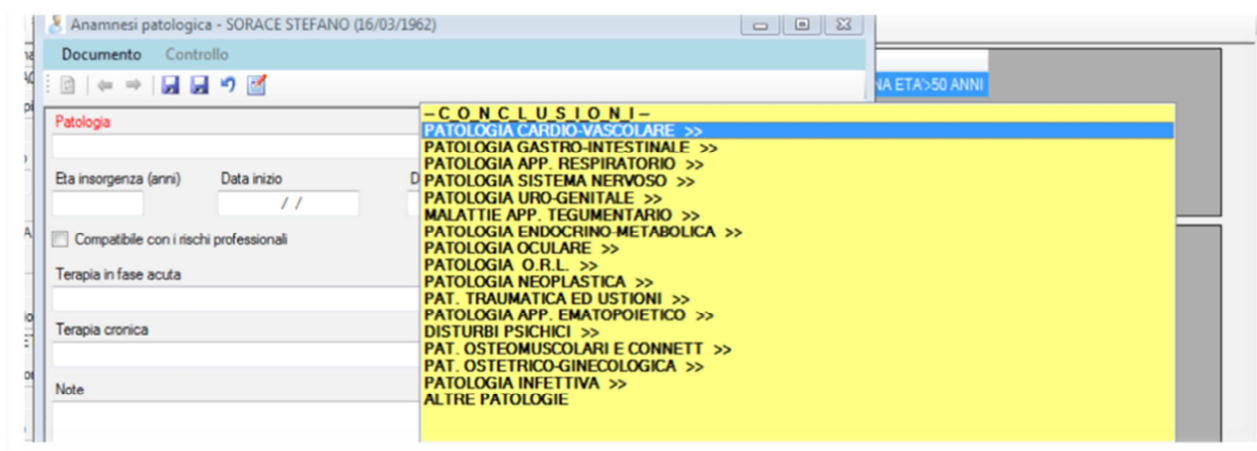 Anamnesi patologica - SORACE STEFANO (16/03/1962)
Documento Controllo
NA ETA'>50 ANNI
Patologia
Eta insorgenza (anni) Data inizio D
/ /
Compatibile con i rischi professionali
Terapia in fase acuta
Terapia cronica
Note
-C_O_N_C_L_U_S_I_O_N_I-
PATOLOGIA CARDIO-VASCOLARE >>
PATOLOGIA GASTRO-INTESTINALE >>
PATOLOGIA APP. RESPIRATORIO >>
PATOLOGIA SISTEMA NERVOSO >>
PATOLOGIA URO-GENITALE >>
MALATTIE APP. TEGUMENTARIO >>
PATOLOGIA ENDOCRINO-METABOLICA >>
PATOLOGIA OCULARE >>
PATOLOGIA O.R.L. >>
PATOLOGIA NEOPLASTICA >>
PAT. TRAUMATICA ED USTIONI >>
PATOLOGIA APP. EMATOPOIETICO >>
DISTURBI PSICHICI >>
PAT. OSTEOMUSCOLARI E CONNETT >>
PAT. OSTETRICO-GINECOLOGICA >>
PATOLOGIA INFETTIVA >>
ALTRE PATOLOGIE